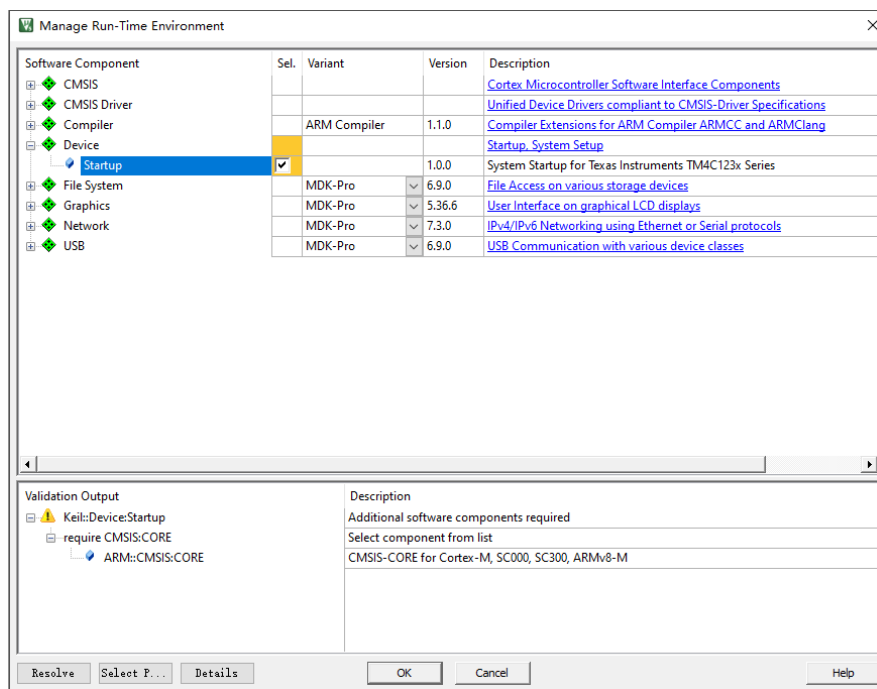 Manage Run-Time Environment
Software Component Sel. Variant Version Description
CMSIS Cortex Microcontroller Software Interface Components
CMSIS Driver Unified Device Drivers compliant to CMSIS-Driver Specifications
Compiler ARM Compiler 1.1.0 Compiler Extensions for ARM Compiler ARMCC and ARMClang
Device Startup, System Setup
Startup 1.0.0 System Startup for Texas Instruments TM4C123x Series
File System MDK-Pro 6.9.0 File Access on various storage devices
Graphics MDK-Pro 5.36.6 User Interface on graphical LCD displays
Network MDK-Pro 7.3.0 IPv4/IPv6 Networking using Ethernet or Serial protocols
USB MDK-Pro 6.9.0 USB Communication with various device classes
Validation Output Description
Keil::Device:Startup Additional software components required
require CMSIS:CORE Select component from list
ARM::CMSIS:CORE CMSIS-CORE for Cortex-M, SC000, SC300, ARMv8-M
Resolve Select P... Details OK Cancel Help